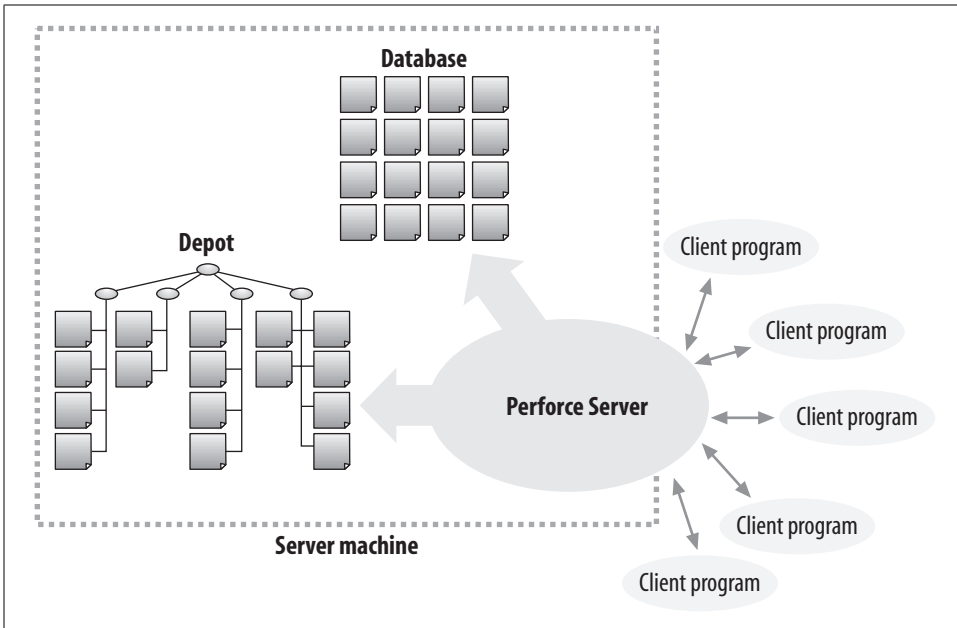 Database
Depot
Client program
Client program
Perforce Server
Client program
Client program
Server machine
Client program